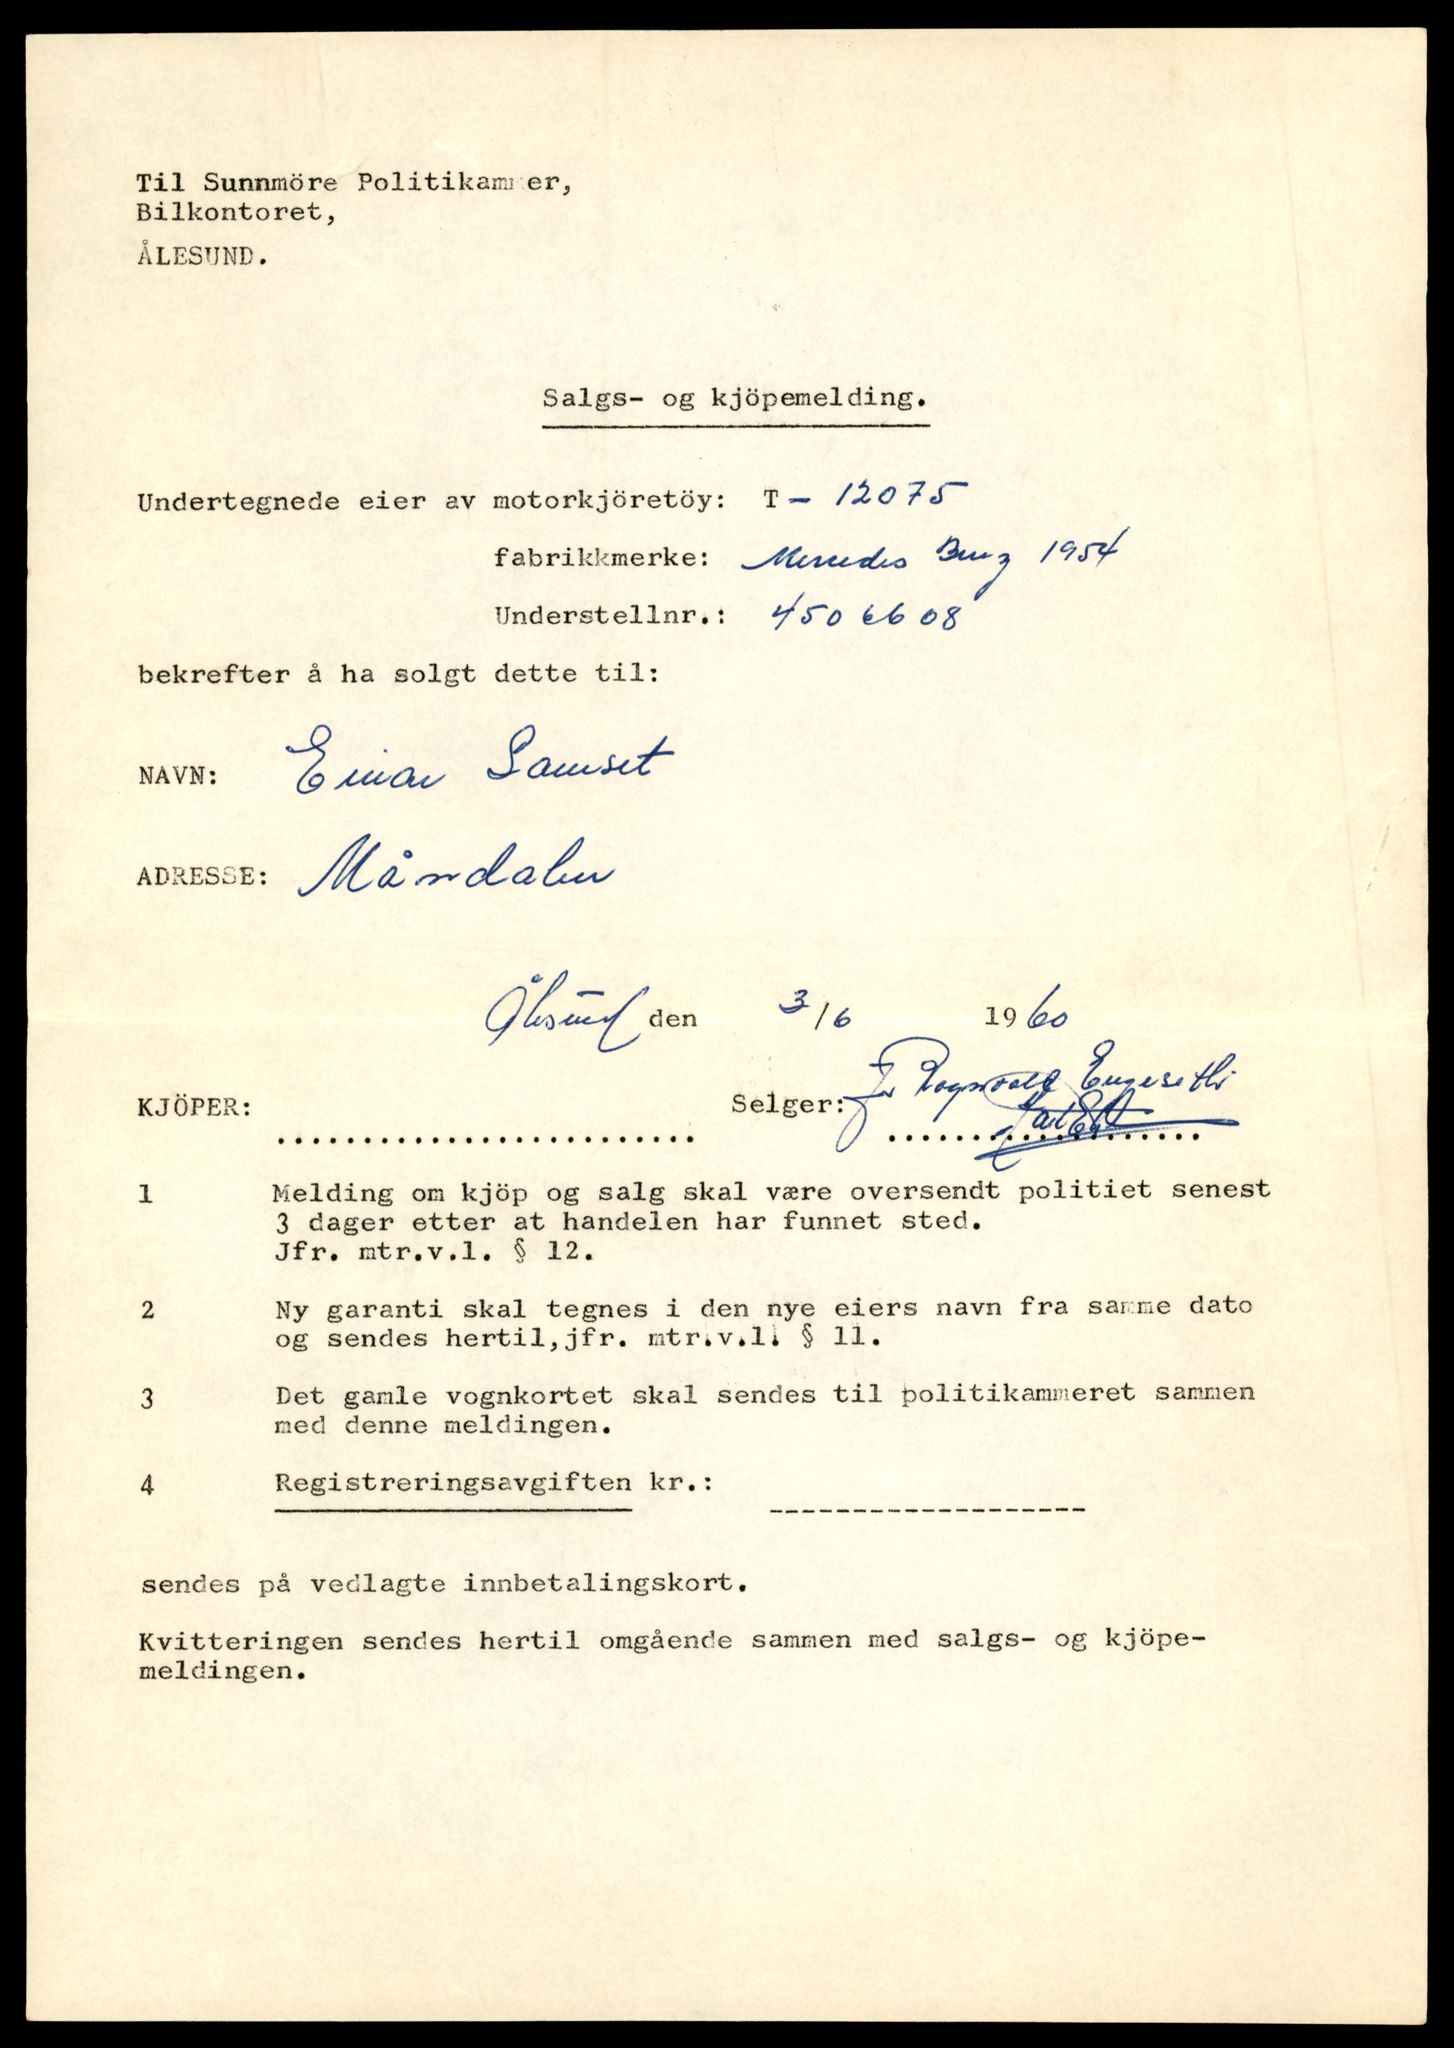 Til Sunnmöre Politikammer,
Bilkontoret,
ÅLESUND.
Salgs- og kjöpemelding.
Undertegnede eier av motorkjöretöy: T - 12075
fabrikkmerke: Mercedes Benz 1954
Understellnr.: 4506608
bekrefter å ha solgt dette til:
NAVN: Einar Samset
ADRESSE: Måndalen
Ålesund den 3/6 1960
KJÖPER: Selger: Ragnvald Engeseth
1 Melding om kjöp og salg skal være oversendt politiet senest
3 dager etter at handelen har funnet sted.
Jfr. mtr.v.l. § 12.
2 Ny garanti skal tegnes i den nye eiers navn fra samme dato
og sendes hertil,jfr. mtr.v.l. § 11.
3 Det gamle vognkortet skal sendes til politikammeret sammen
med denne meldingen.
4 Registreringsavgiften kr.:
sendes på vedlagte innbetalingskort.
Kvitteringen sendes hertil omgående sammen med salgs- og kjöpe-
meldingen.